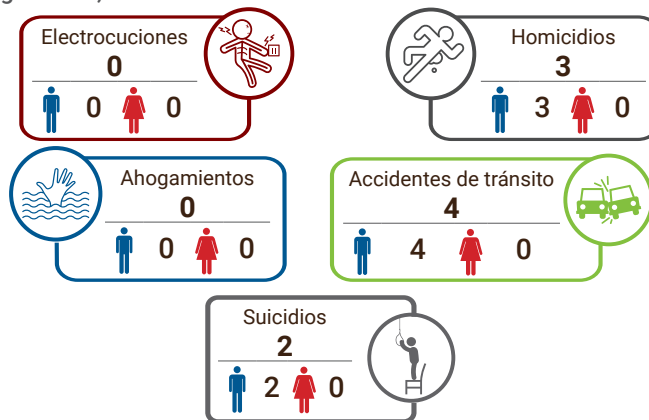 Electrocuciones
0
0 0
Homicidios
3
3 0
Ahogamientos
0
0 0
Accidentes de tránsito
4
4 0
Suicidios
2
2 0